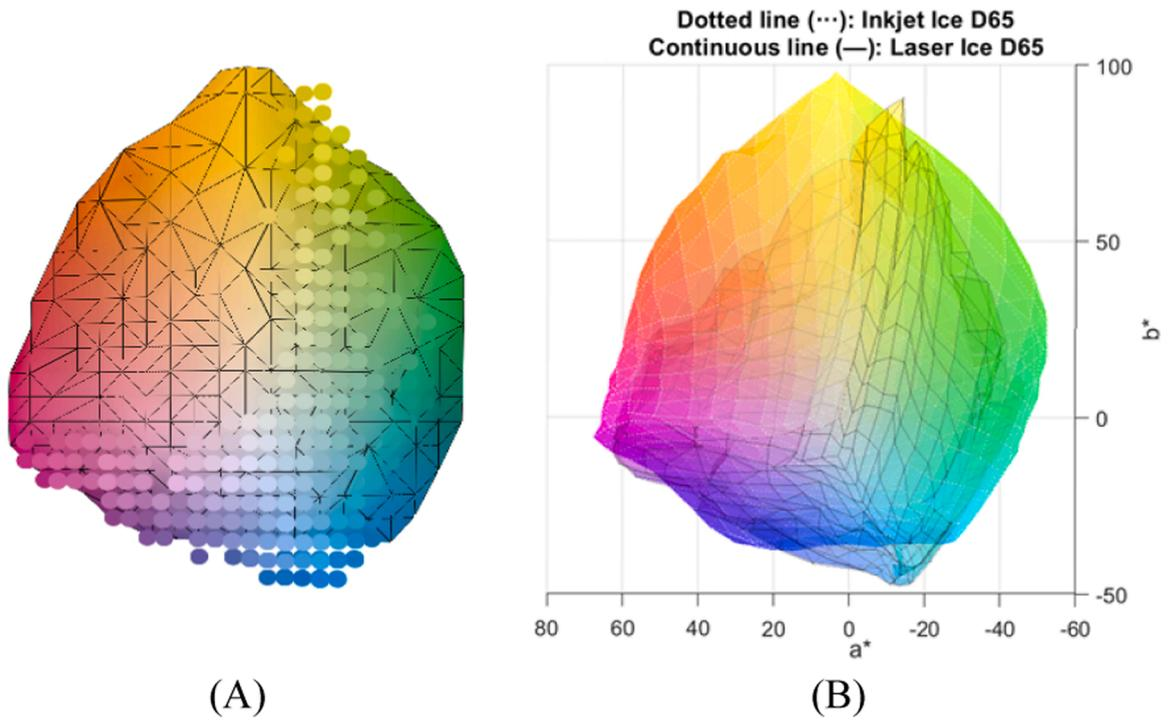 Dotted line (···): Inkjet Ice D65
Continuous line (—): Laser Ice D65
100
50
b*
0
-50
80 60 40 20 0 -20 -40 -60
a*
(A) (B)